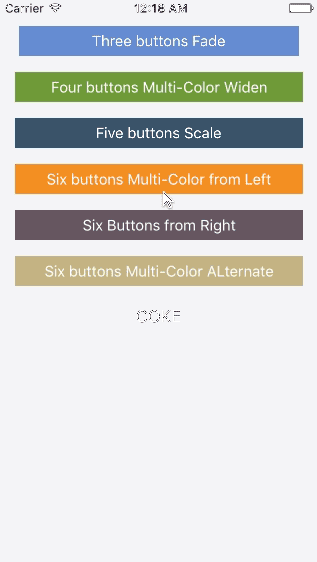 Carrier 12:18 AM
Three buttons Fade
Four buttons Multi-Color Widen
Five buttons Scale
Six buttons Multi-Color from Left
Six Buttons from Right
Six buttons Multi-Color ALternate
COKE